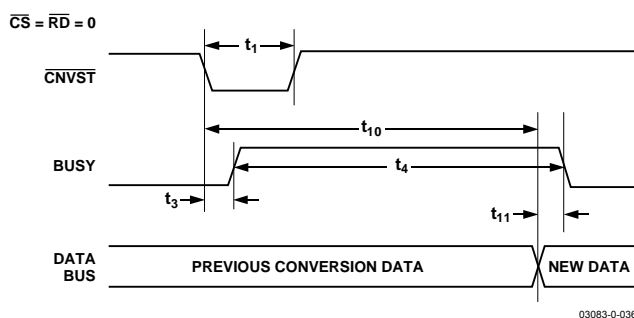 CS = RD = 0
t1
CNVST
t10
BUSY
t4
t3
t11
DATA BUS
PREVIOUS CONVERSION DATA
NEW DATA
03083-0-036